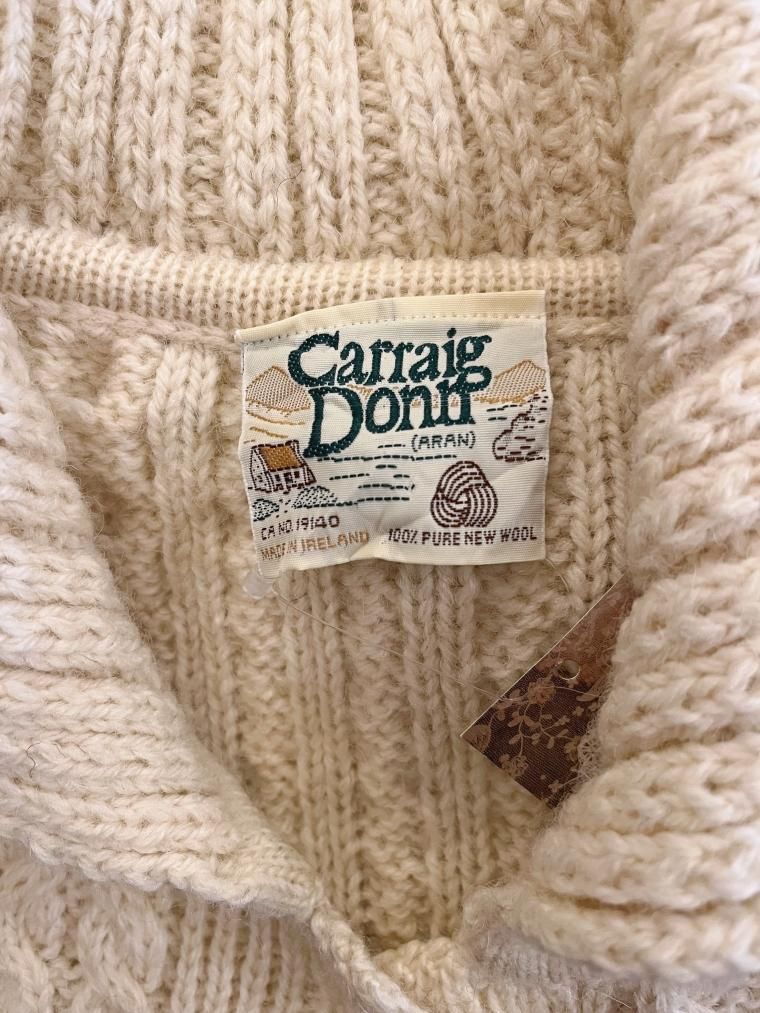 Carraig
Donn
(ARAN)
CA NO. 19140
MADE IN IRELAND
100% PURE NEW WOOL